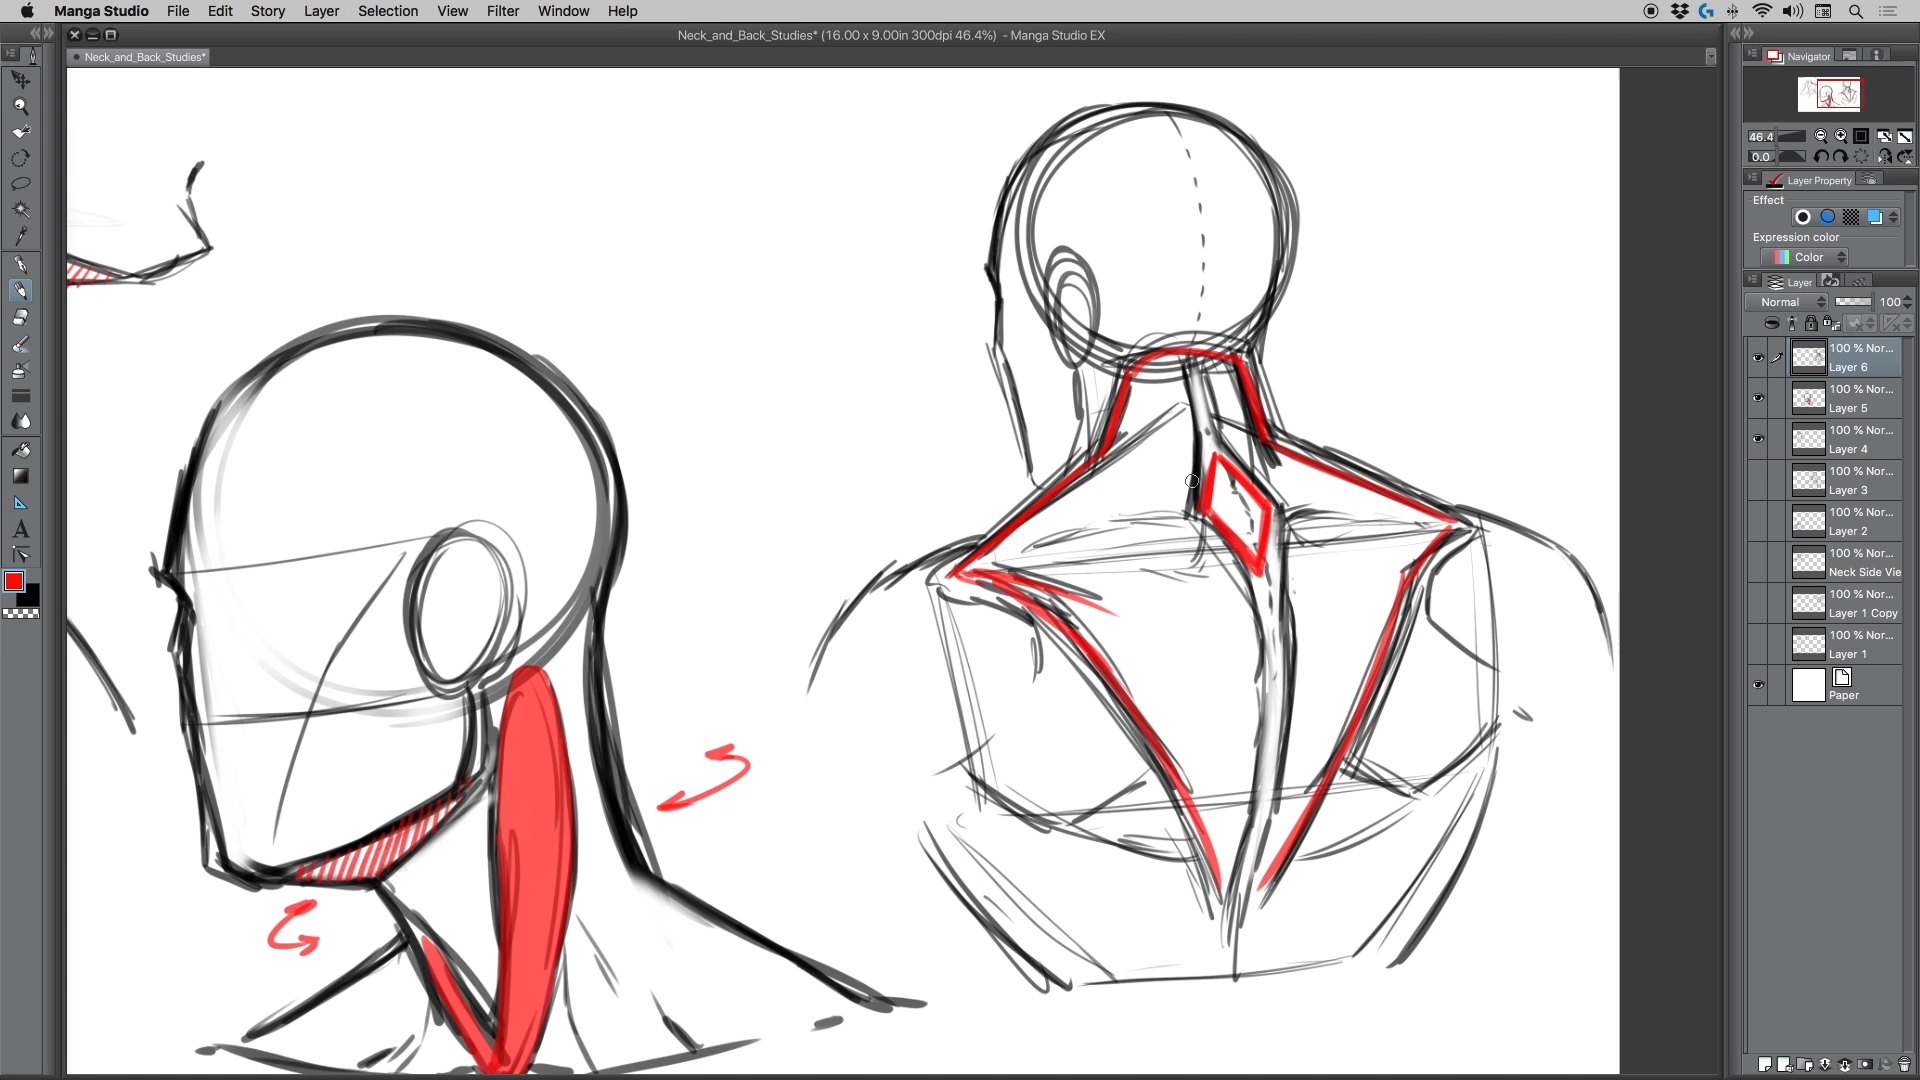 Manga Studio File Edit Story Layer Selection View Filter Window Help
Neck_and_Back_Studies* (16.00 x 9.00in 300dpi 46.4%) - Manga Studio EX
Neck_and_Back_Studies*
Navigator
46.4
0.0
Layer Property
Effect
Expression color
Color
Layer
Normal 100
100 % Nor...
Layer 6
100 % Nor...
Layer 5
100 % Nor...
Layer 4
100 % Nor...
Layer 3
100 % Nor...
Layer 2
100 % Nor...
Neck Side Vie
100 % Nor...
Layer 1 Copy
100 % Nor...
Layer 1
Paper